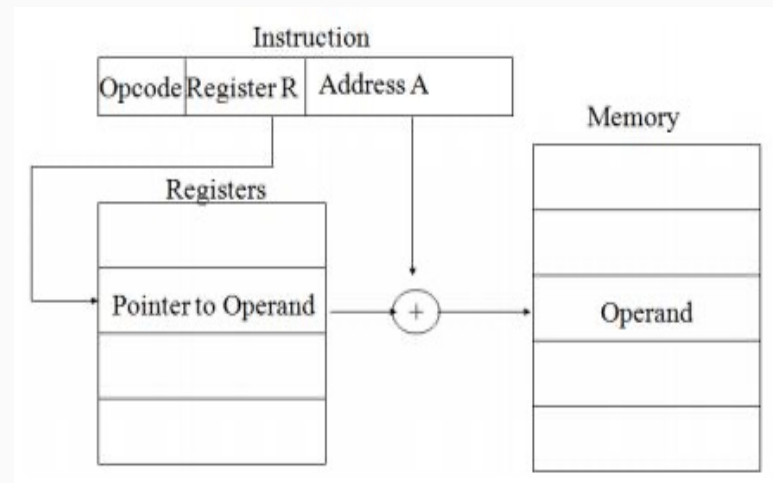 Instruction
Opcode Register R Address A
Memory
Registers
Pointer to Operand + Operand